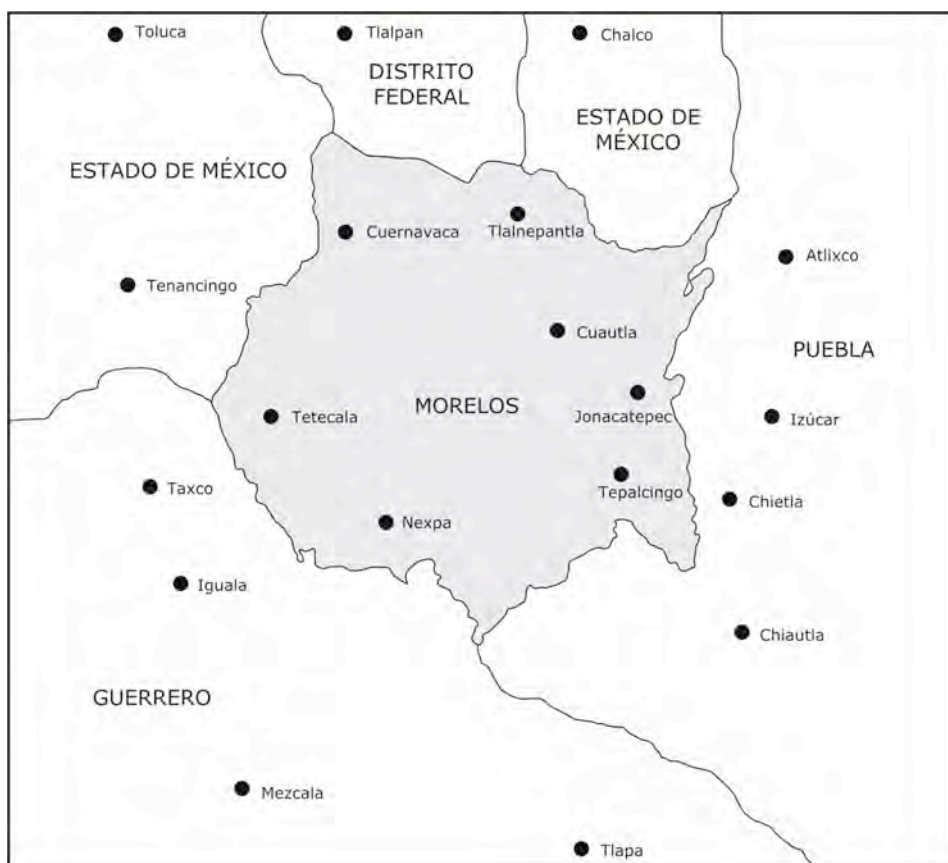 Toluca
Tlalpan
Chalco
DISTRITO
FEDERAL
ESTADO DE
MÉXICO
ESTADO DE MÉXICO
Cuernavaca
Tlalnepantla
Atlixco
Tenancingo
Cuautla
PUEBLA
Tetecala
MORELOS
Jonacatepec
Izúcar
Taxco
Tepalcingo
Chietla
Nexpa
Iguala
Chiautla
GUERRERO
Mezcala
Tlapa